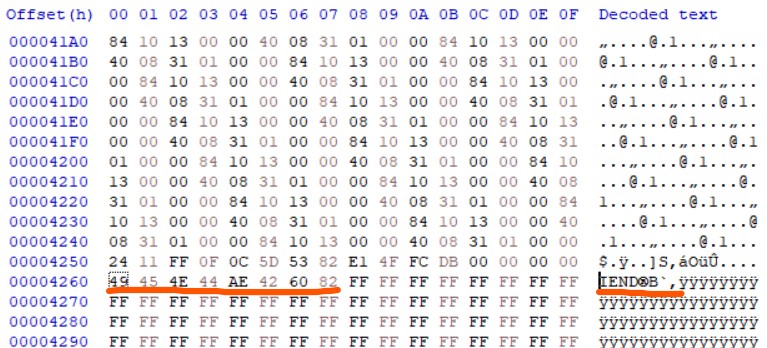 Offset(h) 00 01 02 03 04 05 06 07 08 09 0A 0B 0C 0D 0E 0F Decoded text
000041A0 84 10 13 00 00 40 08 31 01 00 00 84 10 13 00 00 „....@.1...„....
000041B0 40 08 31 01 00 00 84 10 13 00 00 40 08 31 01 00 @.1...„....@.1..
000041C0 00 84 10 13 00 00 40 08 31 01 00 00 84 10 13 00 .„....@.1...„...
000041D0 00 40 08 31 01 00 00 84 10 13 00 00 40 08 31 01 .@.1...„....@.1.
000041E0 00 00 84 10 13 00 00 40 08 31 01 00 00 84 10 13 ..„....@.1...„..
000041F0 00 00 40 08 31 01 00 00 84 10 13 00 00 40 08 31 ..@.1...„....@.1
00004200 01 00 00 84 10 13 00 00 40 08 31 01 00 00 84 10 ...„....@.1...„.
00004210 13 00 00 40 08 31 01 00 00 84 10 13 00 00 40 08 ...@.1...„....@.
00004220 31 01 00 00 84 10 13 00 00 40 08 31 01 00 00 84 1...„....@.1...„
00004230 10 13 00 00 40 08 31 01 00 00 84 10 13 00 00 40 ....@.1...„....@
00004240 08 31 01 00 00 84 10 13 00 00 40 08 31 01 00 00 .1...„....@.1...
00004250 24 11 FF 0F 0C 5D 53 82 E1 4F FC DB 00 00 00 00 $.ÿ..]S‚áOüÛ....
00004260 49 45 4E 44 AE 42 60 82 FF FF FF FF FF FF FF FF IEND®B`‚ÿÿÿÿÿÿÿÿ
00004270 FF FF FF FF FF FF FF FF FF FF FF FF FF FF FF FF ÿÿÿÿÿÿÿÿÿÿÿÿÿÿÿÿ
00004280 FF FF FF FF FF FF FF FF FF FF FF FF FF FF FF FF ÿÿÿÿÿÿÿÿÿÿÿÿÿÿÿÿ
00004290 FF FF FF FF FF FF FF FF FF FF FF FF FF FF FF FF ÿÿÿÿÿÿÿÿÿÿÿÿÿÿÿÿ